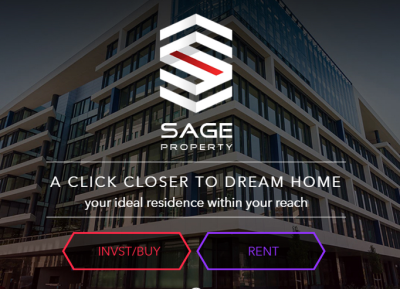 SAGE
PROPERTY
A CLICK CLOSER TO DREAM HOME
your ideal residence within your reach
INVST/BUY
RENT